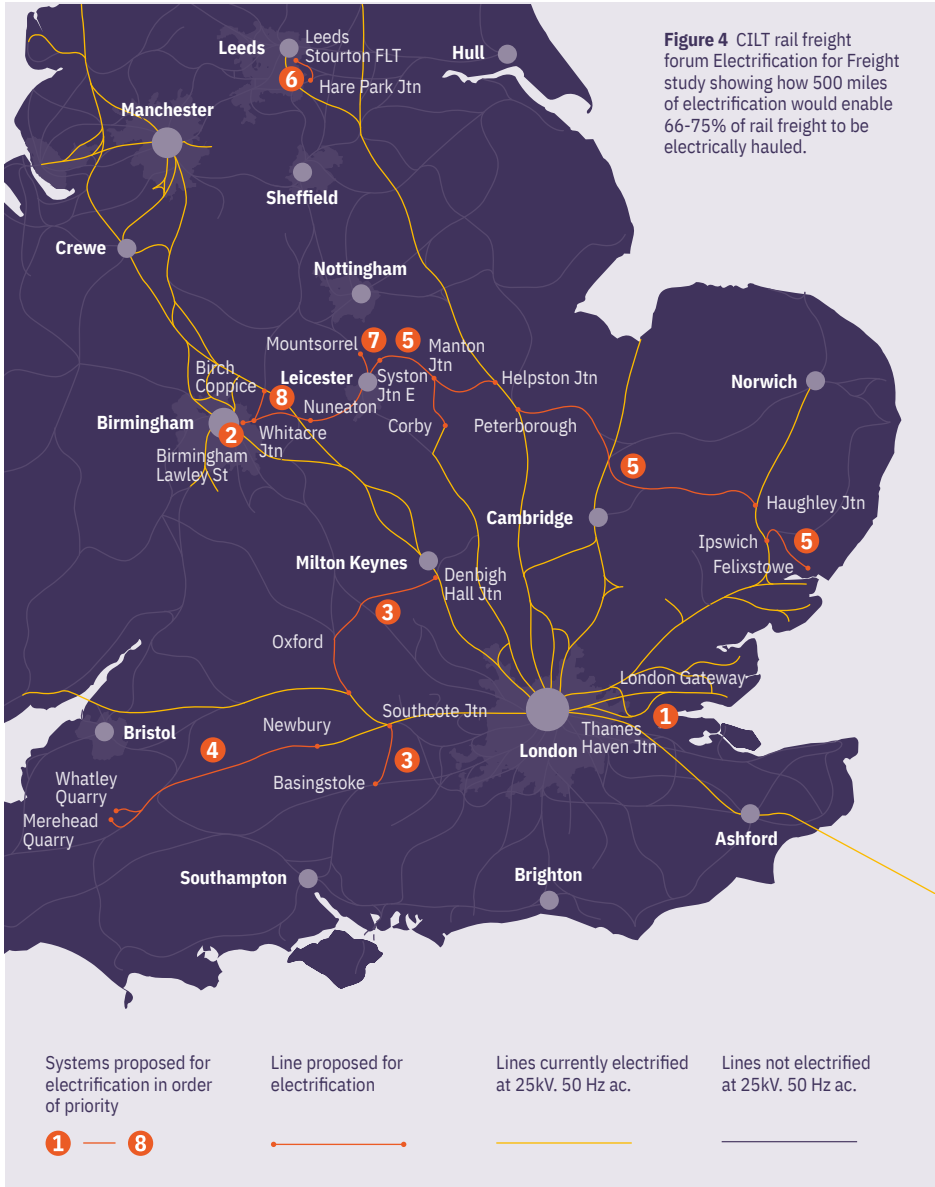 Figure 4 CILT rail freight
forum Electrification for Freight
study showing how 500 miles
of electrification would enable
66-75% of rail freight to be
electrically hauled.
Leeds
Leeds
Stourton FLT
Hull
6
Hare Park Jtn
Manchester
Sheffield
Crewe
Nottingham
Mountsorrel
7
5
Manton
Jtn
Birch
Coppice
Leicester
Syston
Jtn E
Helpston Jtn
Norwich
8
Nuneaton
Birmingham
2
Whitacre
Jtn
Corby
Peterborough
Birmingham
Lawley St
5
Haughley Jtn
Cambridge
Ipswich
5
Felixstowe
Milton Keynes
Denbigh
Hall Jtn
3
Oxford
London Gateway
Southcote Jtn
1
Newbury
Thames
Haven Jtn
Bristol
4
London
3
Basingstoke
Whatley
Quarry
Merehead
Quarry
Ashford
Southampton
Brighton
Systems proposed for
electrification in order
of priority
1
8
Line proposed for
electrification
Lines currently electrified
at 25kV. 50 Hz ac.
Lines not electrified
at 25kV. 50 Hz ac.